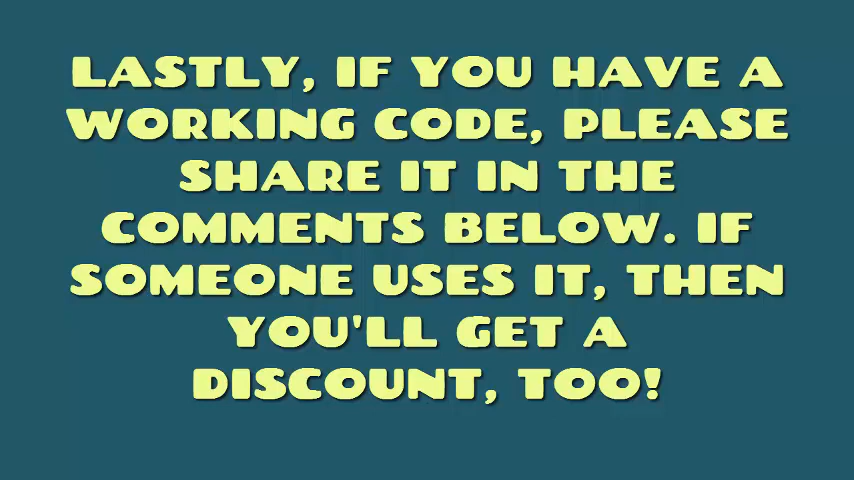 LASTLY, IF YOU HAVE A
WORKING CODE, PLEASE
SHARE IT IN THE
COMMENTS BELOW. IF
SOMEONE USES IT, THEN
YOU'LL GET A
DISCOUNT, TOO!